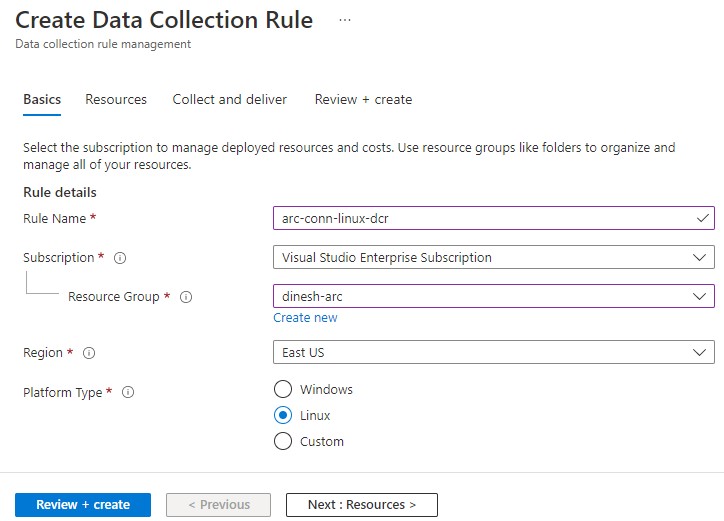 Create Data Collection Rule ...
Data collection rule management
Basics Resources Collect and deliver Review + create
Select the subscription to manage deployed resources and costs. Use resource groups like folders to organize and
manage all of your resources.
Rule details
Rule Name * arc-conn-linux-dcr
Subscription * Visual Studio Enterprise Subscription
Resource Group * dinesh-arc
Create new
Region * East US
Platform Type * Windows
Linux
Custom
Review + create < Previous Next : Resources >